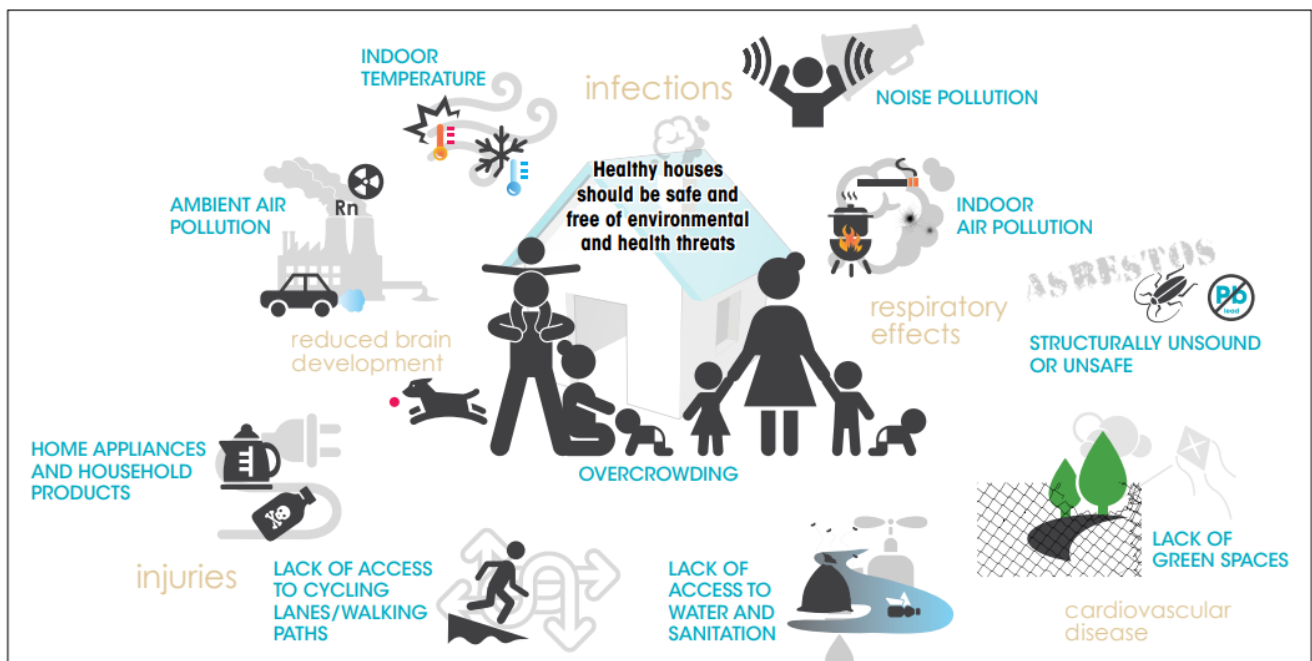 INDOOR
TEMPERATURE
infections
NOISE POLLUTION
Healthy houses
should be safe and
free of environmental
and health threats
AMBIENT AIR
POLLUTION
Rn
INDOOR
AIR POLLUTION
ASBESTOS
Pb
lead
reduced brain
development
respiratory
effects
STRUCTURALLY UNSOUND
OR UNSAFE
HOME APPLIANCES
AND HOUSEHOLD
PRODUCTS
OVERCROWDING
injuries
LACK OF ACCESS
TO CYCLING
LANES/WALKING
PATHS
LACK OF
ACCESS TO
WATER AND
SANITATION
LACK OF
GREEN SPACES
cardiovascular
disease